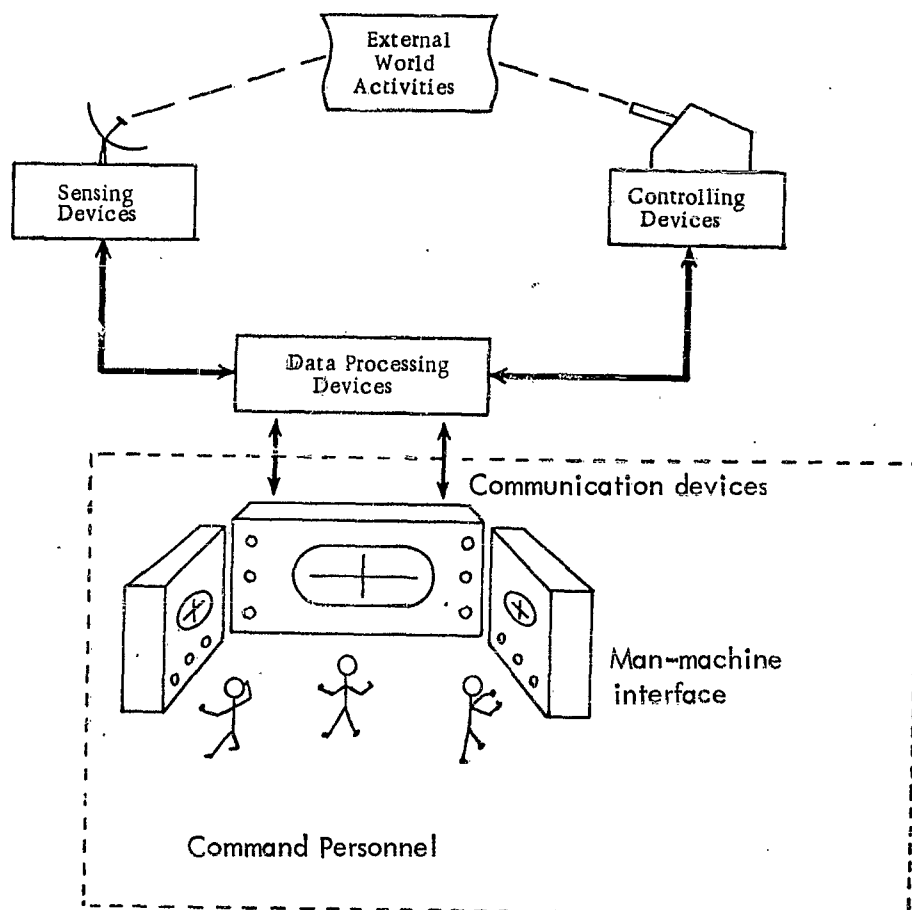 External
World
Activities
Sensing
Devices
Controlling
Devices
Data Processing
Devices
Communication devices
Man-machine
interface
Command Personnel